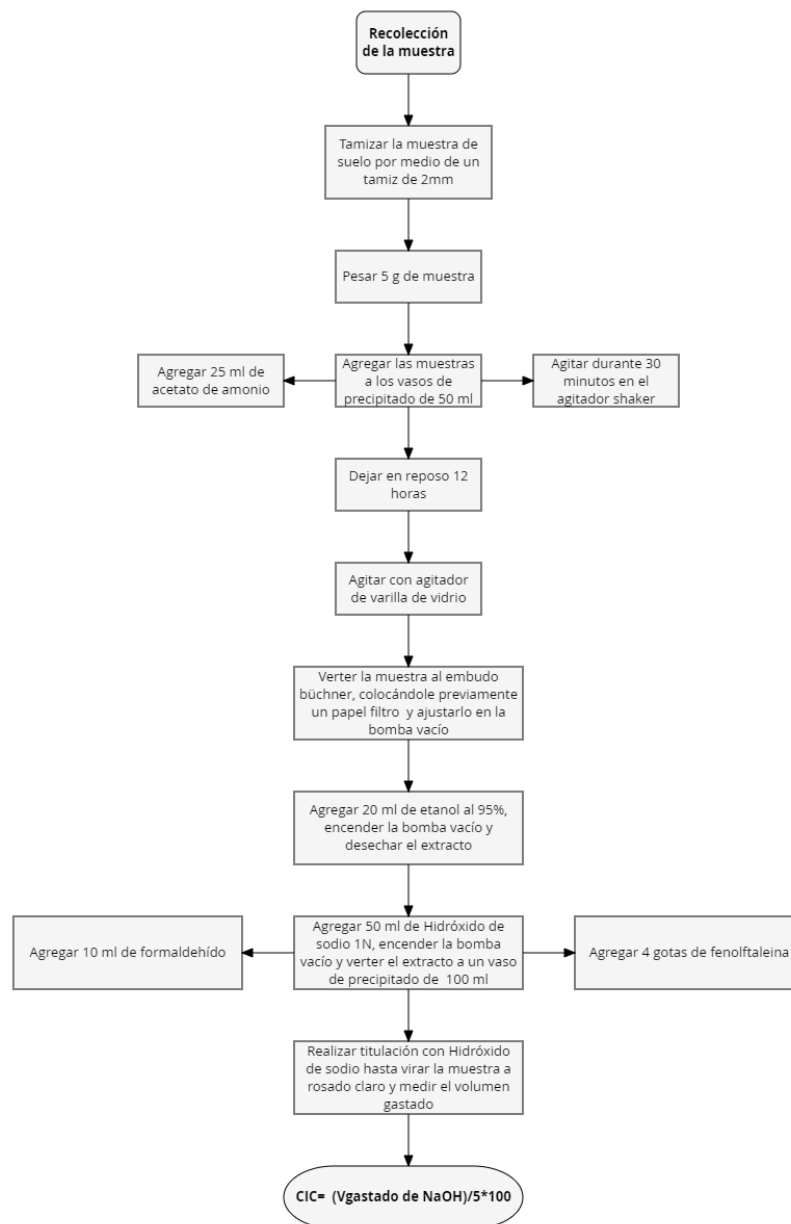 Recolección
de la muestra
Tamizar la muestra de
suelo por medio de un
tamiz de 2mm
Pesar 5 g de muestra
Agregar 25 ml de
acetato de amonio
Agregar las muestras
a los vasos de
precipitado de 50 ml
Agitar durante 30
minutos en el
agitador shaker
Dejar en reposo 12
horas
Agitar con agitador
de varilla de vidrio
Verter la muestra al embudo
büchner, colocándole previamente
un papel filtro y ajustarlo en la
bomba vacío
Agregar 20 ml de etanol al 95%,
encender la bomba vacío y
desechar el extracto
Agregar 10 ml de formaldehído
Agregar 50 ml de Hidróxido de
sodio 1N, encender la bomba
vacío y verter el extracto a un vaso
de precipitado de 100 ml
Agregar 4 gotas de fenolftaleina
Realizar titulación con Hidróxido
de sodio hasta virar la muestra a
rosado claro y medir el volumen
gastado
CIC= (Vgastado de NaOH)/5*100